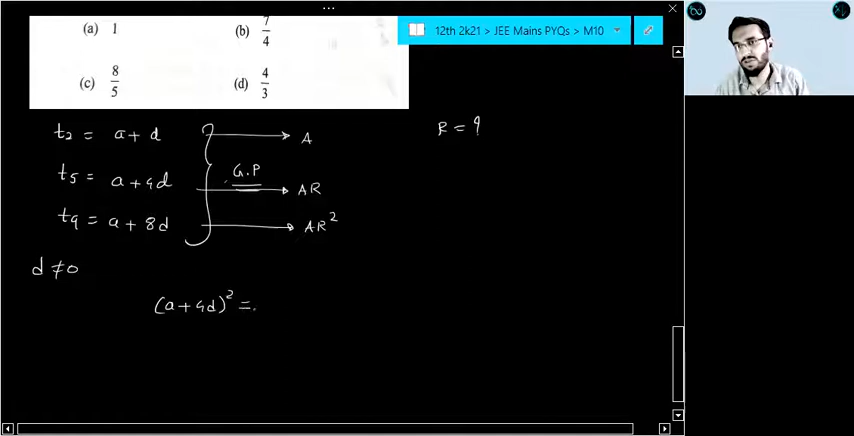 (a) 1 (b) 7/4
12th 2k21 > JEE Mains PYQs > M10
(c) 8/5 (d) 4/3
t2 = a + d → A
R = ?
G.P
t5 = a + 4d → AR
t9 = a + 8d → AR²
d ≠ 0
(a + 4d)² =